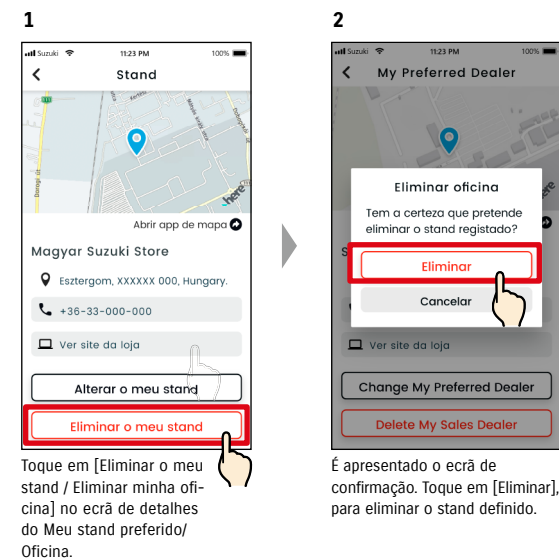 1
Suzuki 11:23 PM 100%
Stand
Dorogi út
here
Abrir app de mapa
Magyar Suzuki Store
Esztergom, XXXXXX 000, Hungary.
+36-33-000-000
Ver site da loja
Alterar o meu stand
Eliminar o meu stand
Toque em [Eliminar o meu
stand / Eliminar minha ofi-
cina] no ecrã de detalhes
do Meu stand preferido/
Oficina.
2
Suzuki 11:23 PM 100%
My Preferred Dealer
Eliminar oficina
Tem a certeza que pretende
eliminar o stand registado?
Eliminar
Cancelar
S
Ver site da loja
Change My Preferred Dealer
Delete My Sales Dealer
É apresentado o ecrã de
confirmação. Toque em [Eliminar],
para eliminar o stand definido.